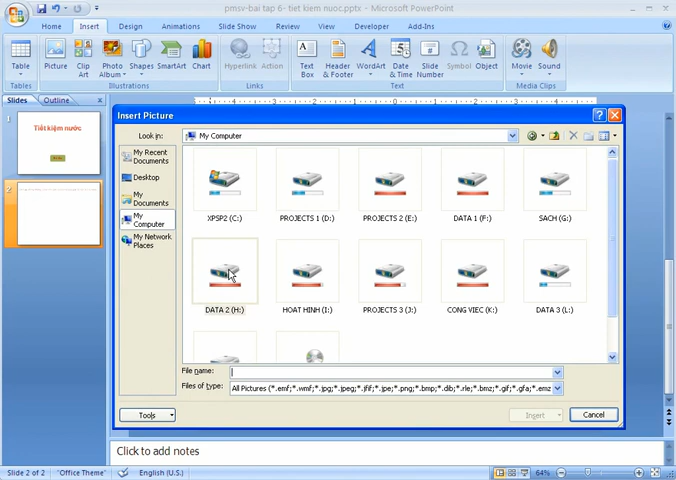 pmsv-bai tap 6- tiet kiem nuoc.pptx - Microsoft PowerPoint
Home Insert Design Animations Slide Show Review View Developer Add-Ins
Table Picture Clip Art Photo Album Shapes SmartArt Chart Hyperlink Action Text Box Header & Footer WordArt Date & Time Slide Number Symbol Object Movie Sound
Tables Illustrations Links Text Media Clips
Slides Outline
1
Tiết kiệm nước
2
Insert Picture
Look in: My Computer
My Recent Documents
Desktop
My Documents
My Computer
My Network Places
XPSP2 (C:) PROJECTS 1 (D:) PROJECTS 2 (E:) DATA 1 (F:) SACH (G:)
DATA 2 (H:) HOAT HINH (I:) PROJECTS 3 (J:) CONG VIEC (K:) DATA 3 (L:)
File name:
Files of type: All Pictures (*.emf;*.wmf;*.jpg;*.jpeg;*.jfif;*.jpe;*.png;*.bmp;*.dib;*.rle;*.bmz;*.gif;*.gfa;*.emz
Tools Insert Cancel
Click to add notes
Slide 2 of 2 "Office Theme" English (U.S.) 64%